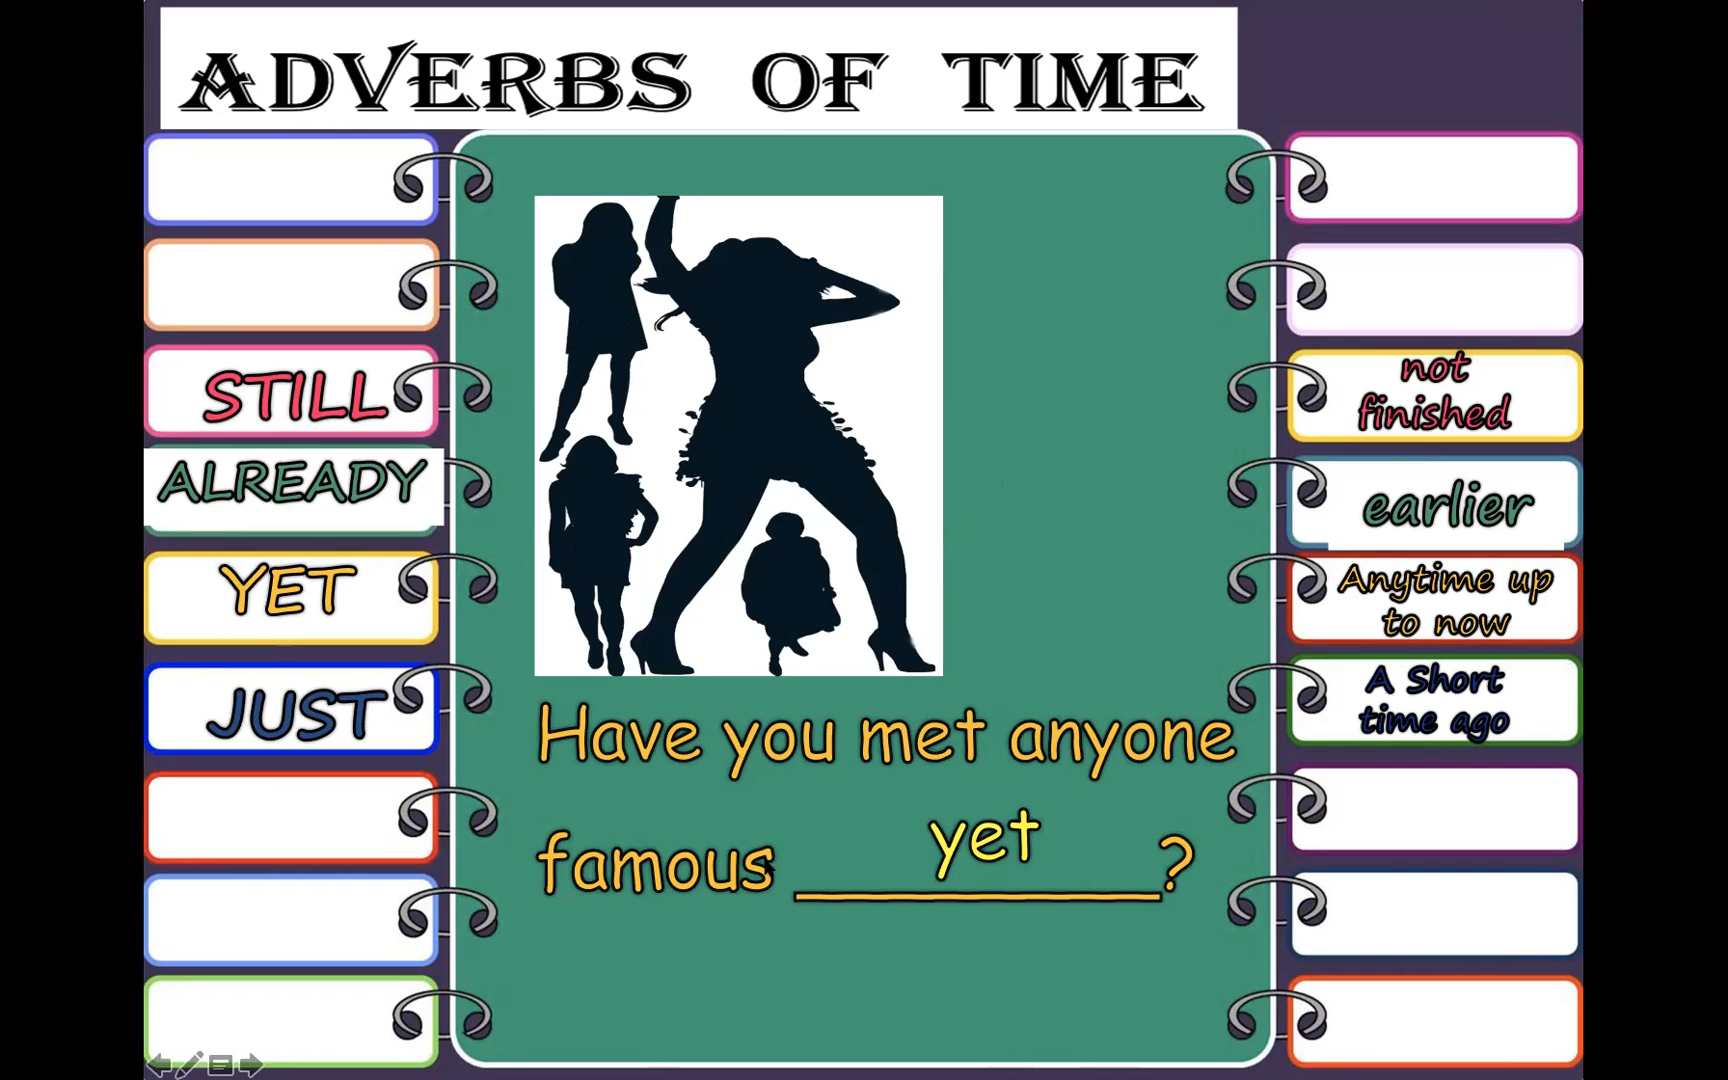 ADVERBS OF TIME
STILL
ALREADY
YET
JUST
Have you met anyone
famous yet?
not
finished
earlier
Anytime up
to now
A Short
time ago